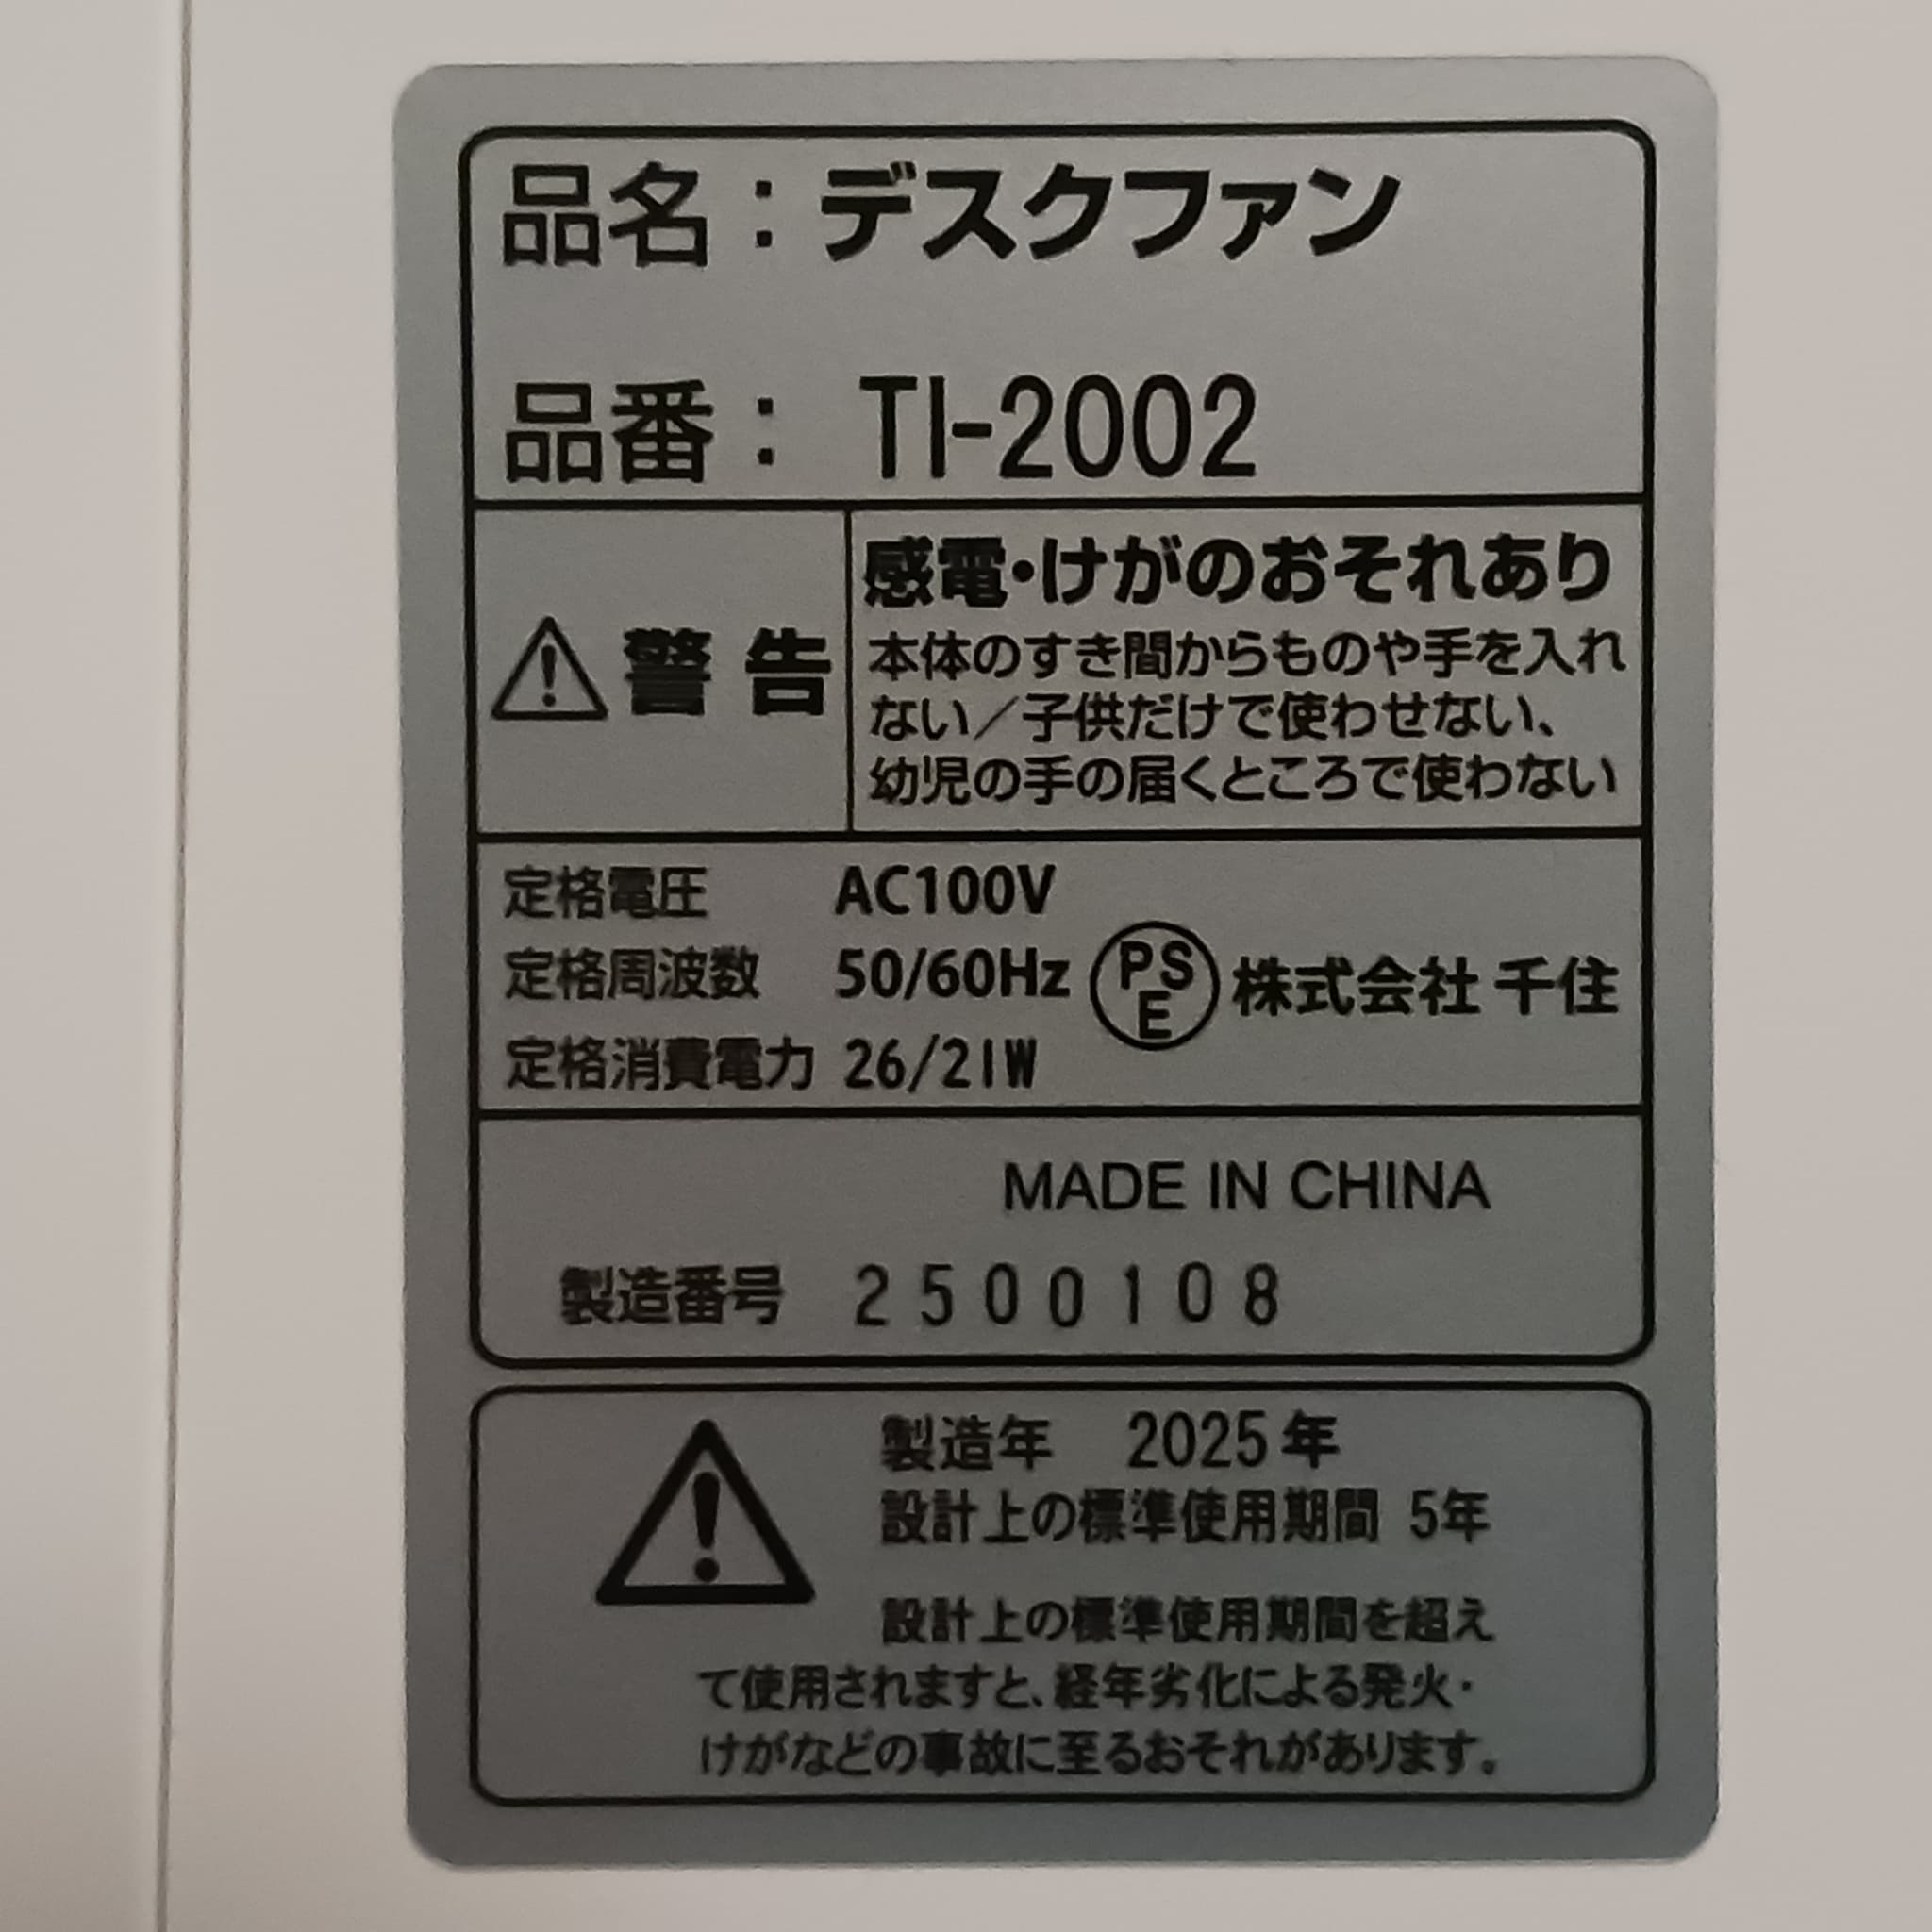 品名：デスクファン
品番： TI-2002
警告
感電・けがのおそれあり
本体のすき間からものや手を入れ
ない／子供だけで使わせない、
幼児の手の届くところで使わない
定格電圧 AC100V
定格周波数 50/60Hz
定格消費電力 26/21W
PS
E
株式会社 千住
MADE IN CHINA
製造番号 2500108
製造年 2025年
設計上の標準使用期間 5年
設計上の標準使用期間を超え
て使用されますと、経年劣化による発火・
けがなどの事故に至るおそれがあります。